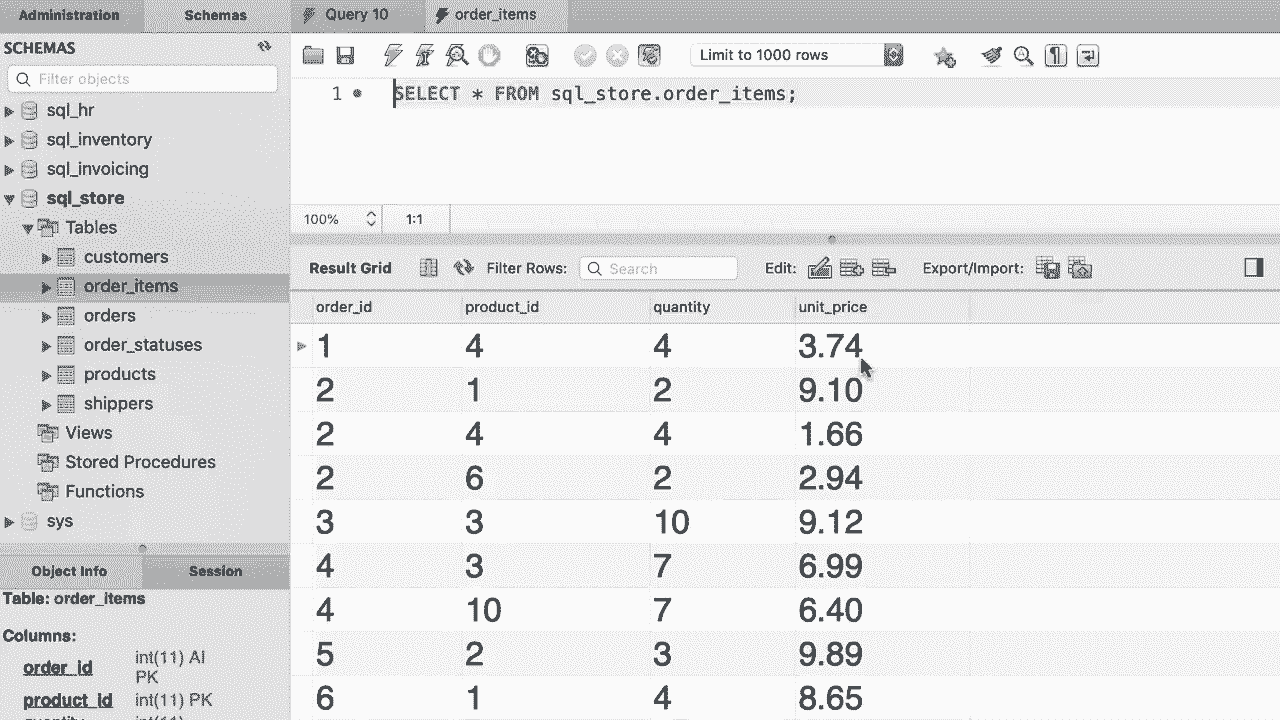 Administration
Schemas
Query 10
order_items
SCHEMAS
Filter objects
sql_hr
sql_inventory
sql_invoicing
sql_store
Tables
customers
order_items
orders
order_statuses
products
shippers
Views
Stored Procedures
Functions
sys
Object Info
Session
Table: order_items
Columns:
order_id int(11) AI
PK
product_id int(11) PK
quantity int(11)
Limit to 1000 rows
1 SELECT * FROM sql_store.order_items;
100% 1:1
Result Grid Filter Rows: Search Edit: Export/Import:
order_id product_id quantity unit_price
1 4 4 3.74
2 1 2 9.10
2 4 4 1.66
2 6 2 2.94
3 3 10 9.12
4 3 7 6.99
4 10 7 6.40
5 2 3 9.89
6 1 4 8.65